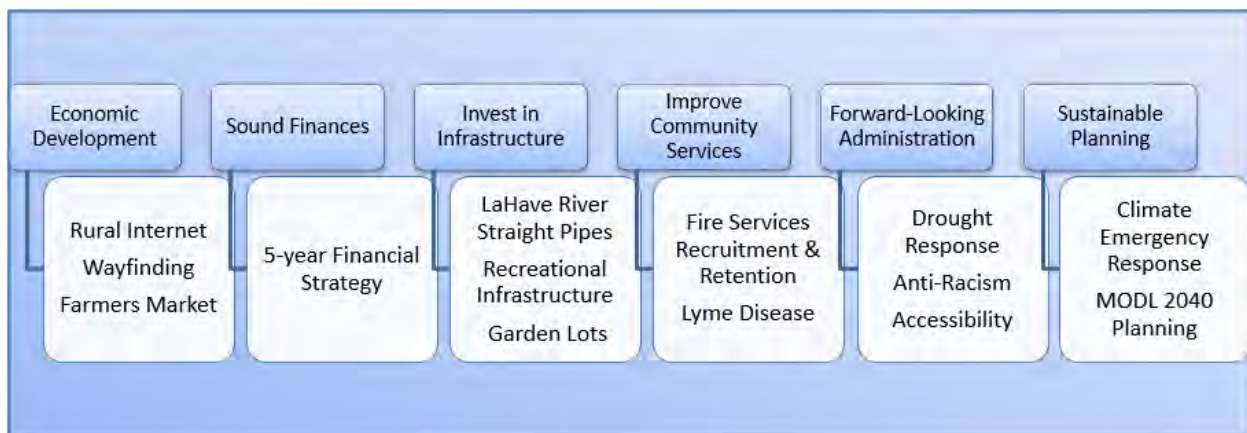 Economic
Development
Rural Internet
Wayfinding
Farmers Market
Sound Finances
5-year Financial
Strategy
Invest in
Infrastructure
LaHave River
Straight Pipes
Recreational
Infrastructure
Garden Lots
Improve
Community
Services
Fire Services
Recruitment &
Retention
Lyme Disease
Forward-Looking
Administration
Drought
Response
Anti-Racism
Accessibility
Sustainable
Planning
Climate
Emergency
Response
MODL 2040
Planning